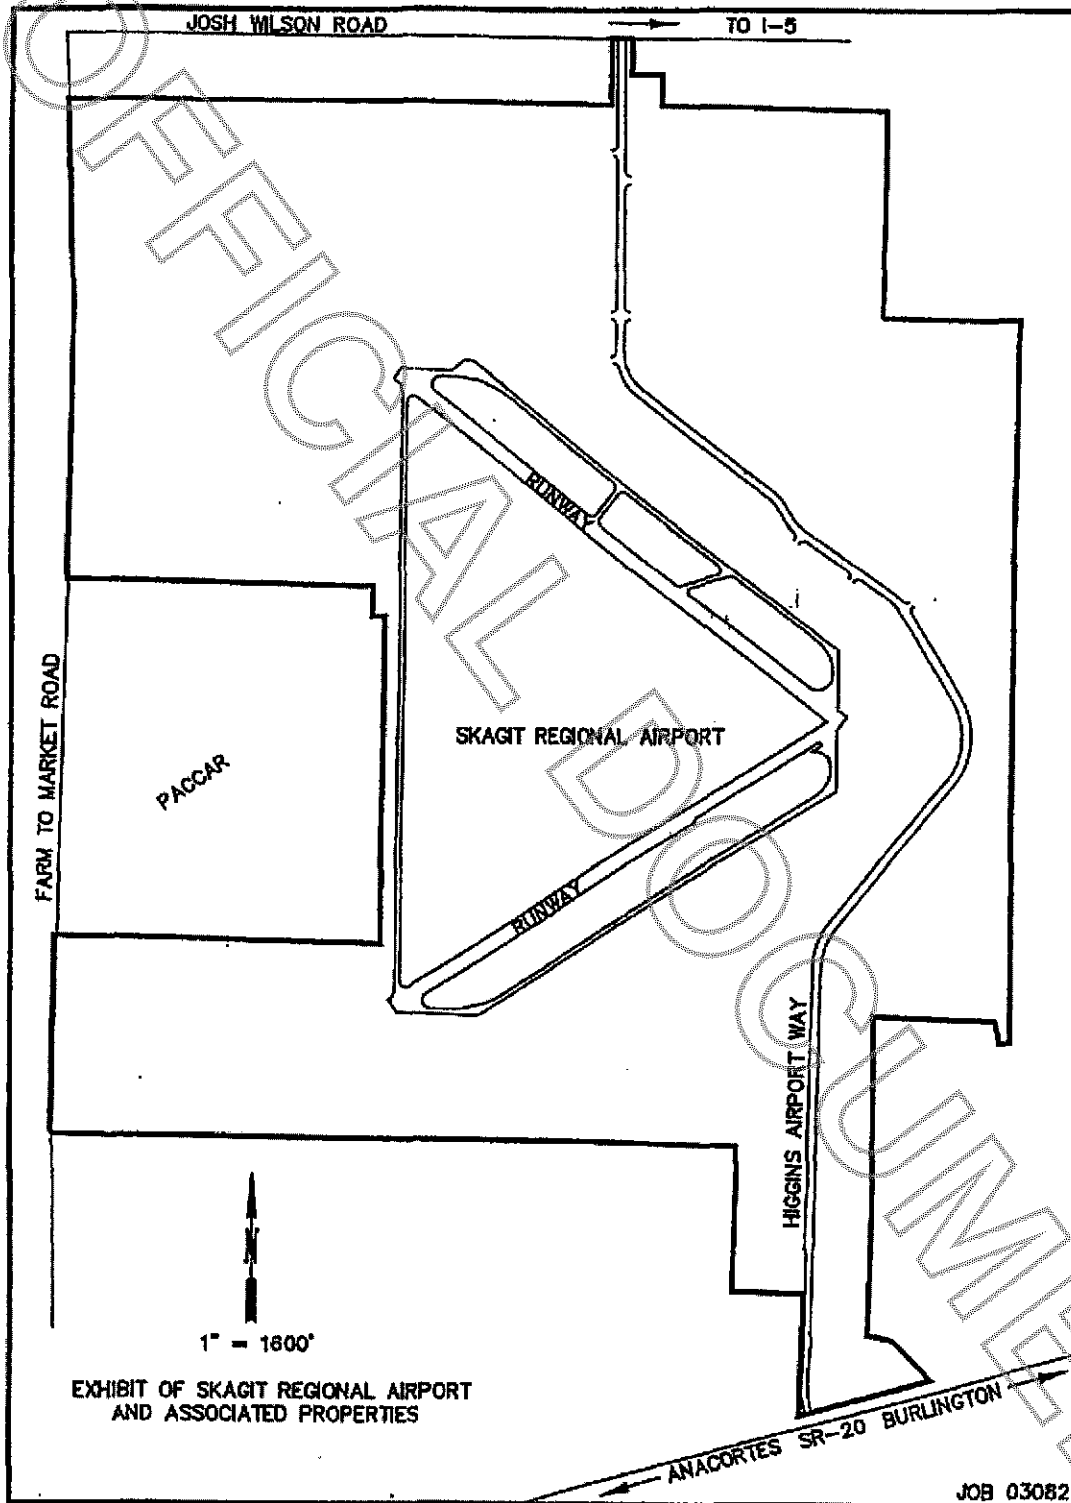 JOSH WILSON ROAD
TO I-5
RUNWAY
FARM TO MARKET ROAD
PACCAR
SKAGIT REGIONAL AIRPORT
RUNWAY
HIGGINS AIRPORT WAY
N
1" = 1600'
EXHIBIT OF SKAGIT REGIONAL AIRPORT
AND ASSOCIATED PROPERTIES
ANACORTES SR-20 BURLINGTON
JOB 03082
OFFICIAL DOCUME